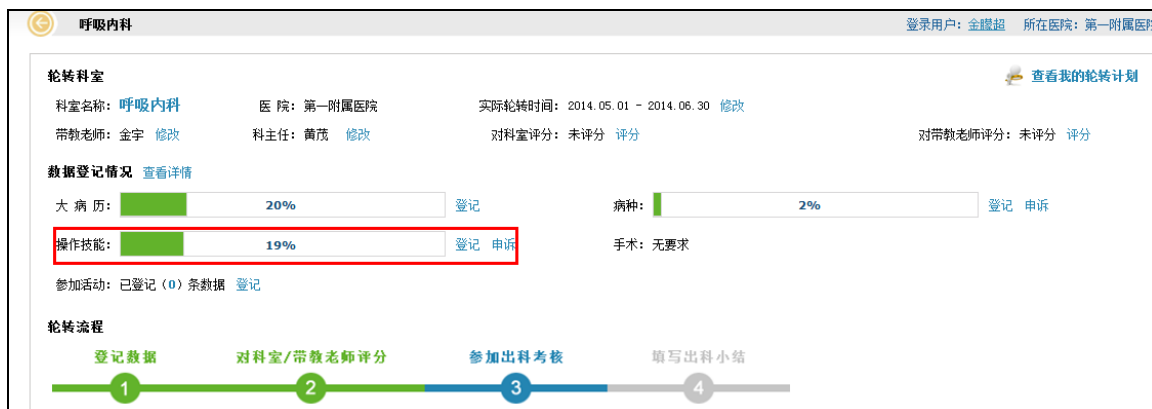 呼吸内科 登录用户：金朦超 所在医院：第一附属医院
轮转科室 查看我的轮转计划
科室名称：呼吸内科 医 院：第一附属医院 实际轮转时间：2014.05.01 - 2014.06.30 修改
带教老师：金宇 修改 科主任：黄茂 修改 对科室评分：未评分 评分 对带教老师评分：未评分 评分
数据登记情况 查看详情
大 病 历： 20% 登记 病种： 2% 登记 申诉
操作技能： 19% 登记 申诉 手术：无要求
参加活动：已登记（0）条数据 登记
轮转流程
登记数据 对科室/带教老师评分 参加出科考核 填写出科小结
1 2 3 4